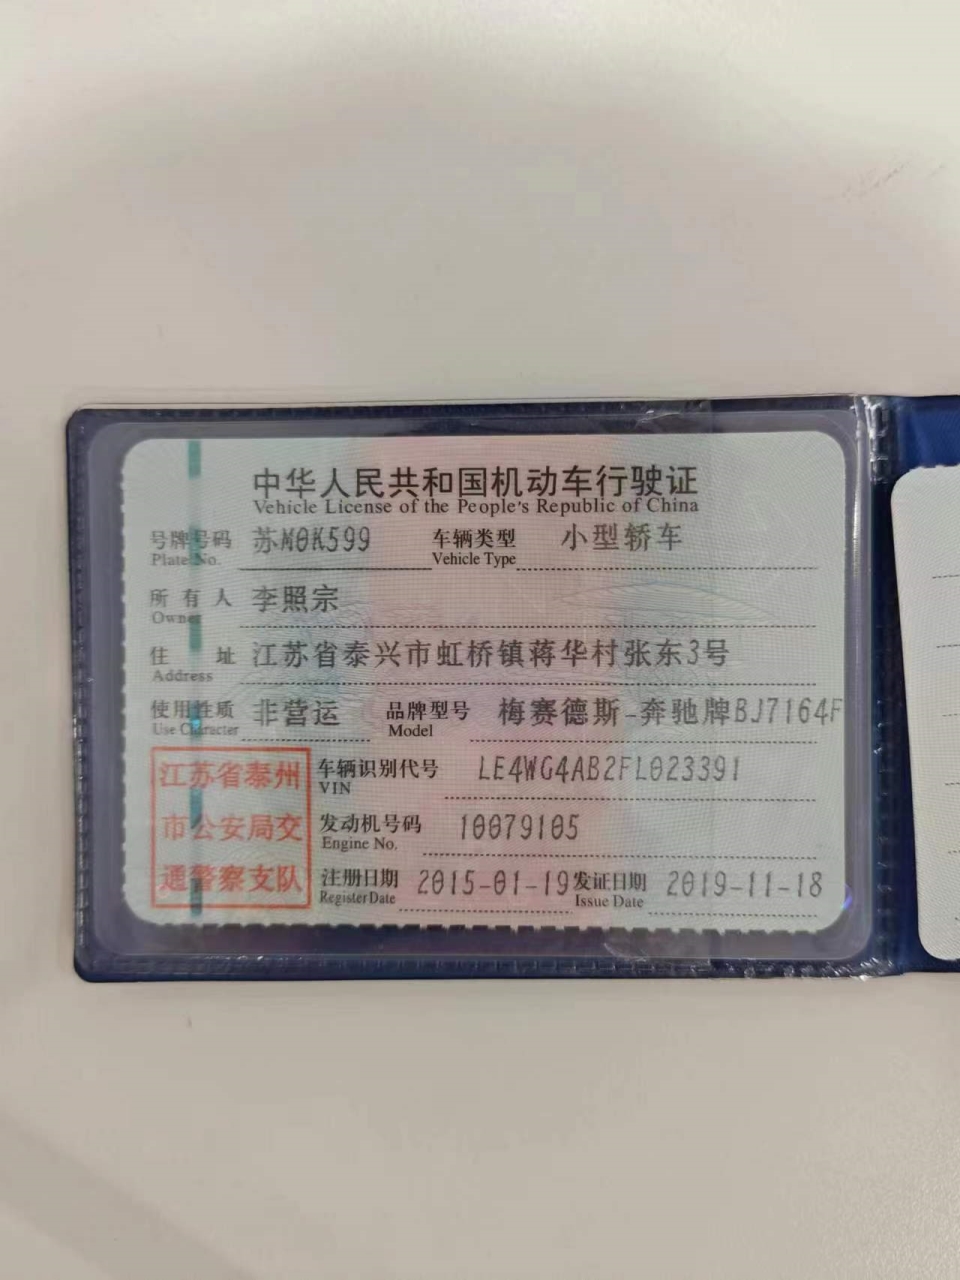 中华人民共和国机动车行驶证
Vehicle License of the People's Republic of China
号牌号码 苏M0K599 车辆类型 小型轿车
Plate No. Vehicle Type
所有人 李照宗
Owner
住址 江苏省泰兴市虹桥镇蒋华村张东3号
Address
使用性质 非营运 品牌型号 梅赛德斯-奔驰牌BJ7164F
Use Character Model
江苏省泰州
市公安局交
通警察支队
车辆识别代号 LE4WG4AB2FL023391
VIN
发动机号码 10079105
Engine No.
注册日期 2015-01-19 发证日期 2019-11-18
Register Date Issue Date